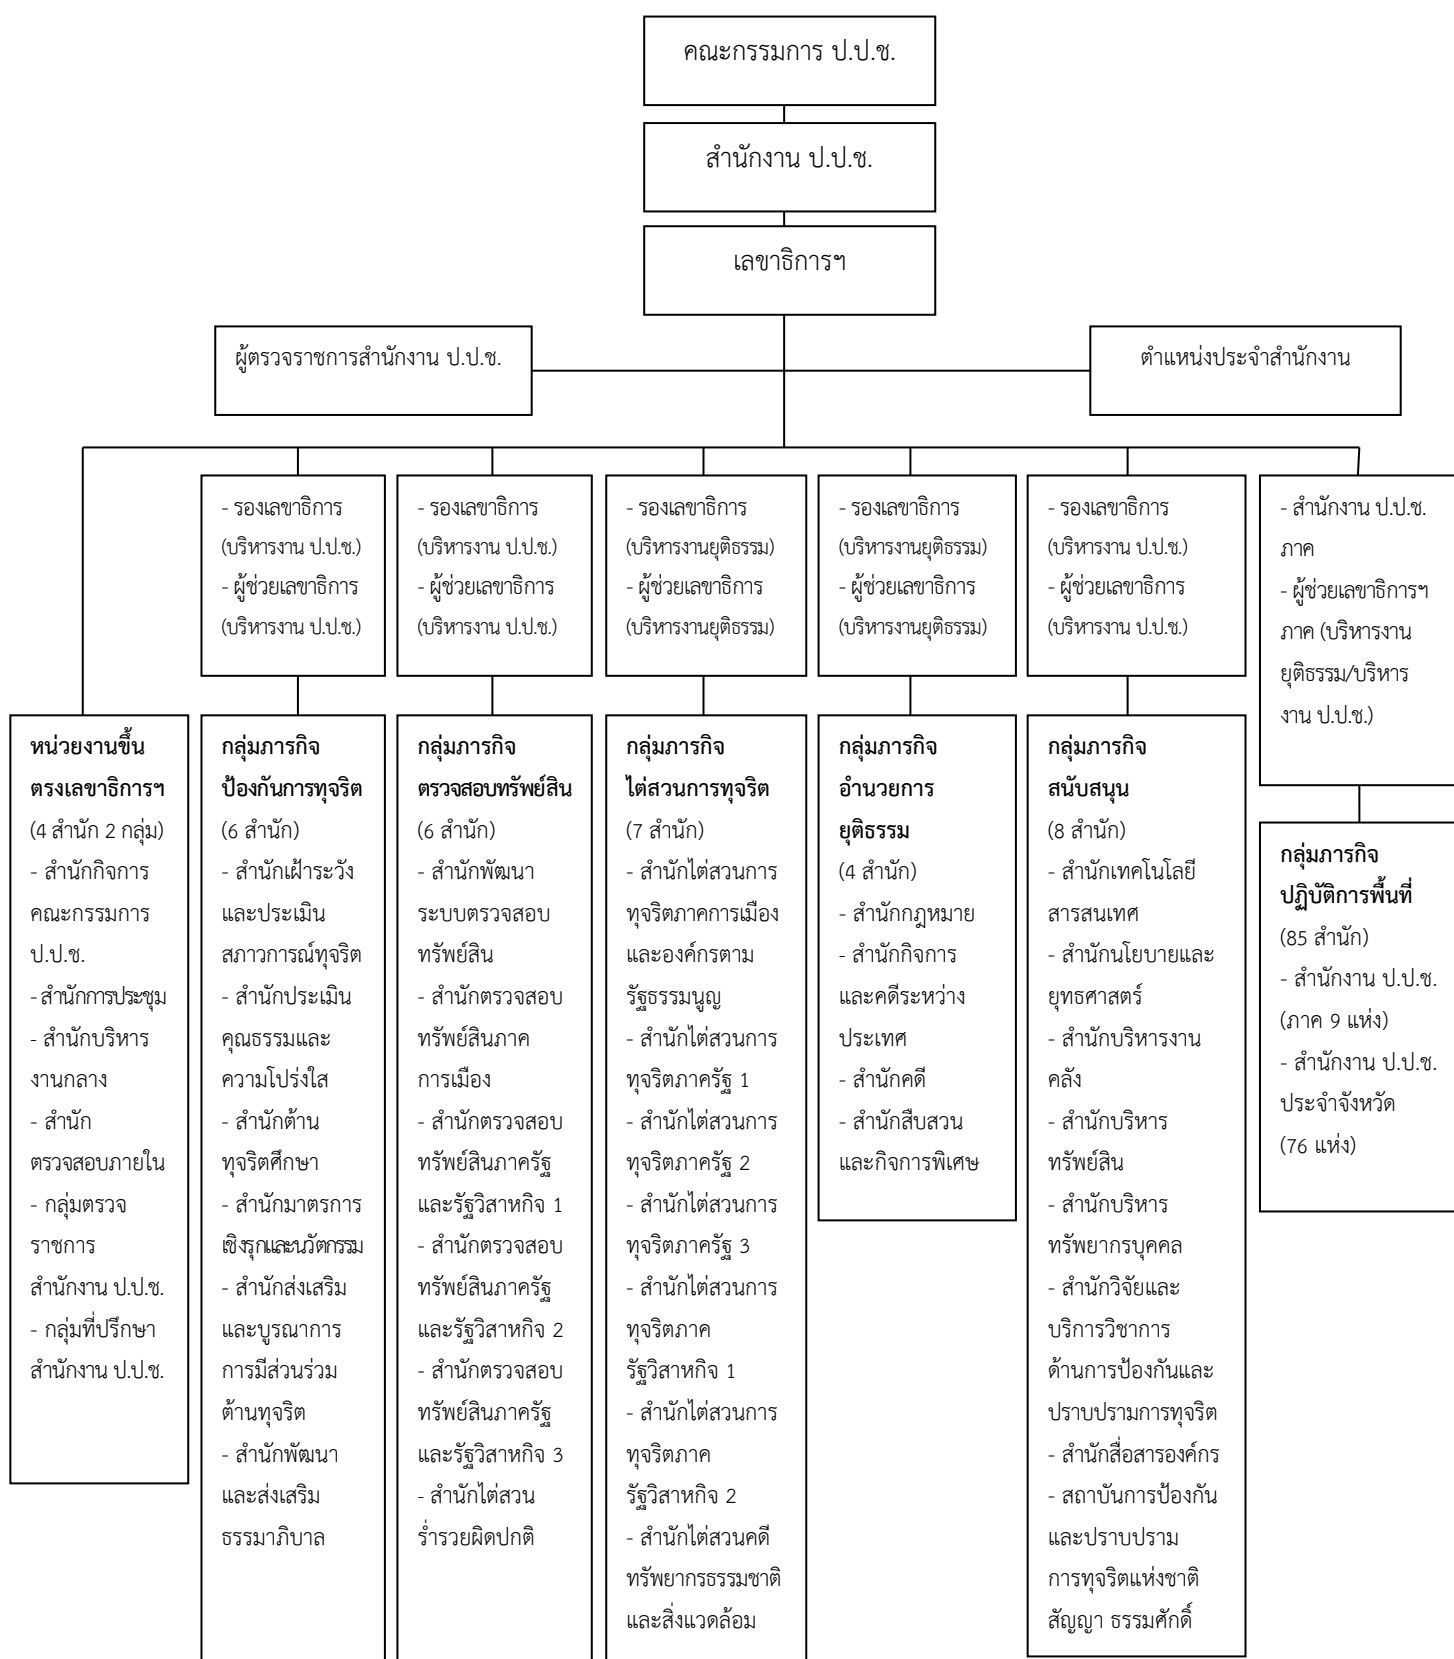 คณะกรรมการ ป.ป.ช.
สำนักงาน ป.ป.ช.
เลขาธิการฯ
ผู้ตรวจราชการสำนักงาน ป.ป.ช.
ตำแหน่งประจำสำนักงาน
- รองเลขาธิการ
(บริหารงาน ป.ป.ช.)
- ผู้ช่วยเลขาธิการ
(บริหารงาน ป.ป.ช.)
- รองเลขาธิการ
(บริหารงาน ป.ป.ช.)
- ผู้ช่วยเลขาธิการ
(บริหารงาน ป.ป.ช.)
- รองเลขาธิการ
(บริหารงานยุติธรรม)
- ผู้ช่วยเลขาธิการ
(บริหารงานยุติธรรม)
- รองเลขาธิการ
(บริหารงานยุติธรรม)
- ผู้ช่วยเลขาธิการ
(บริหารงานยุติธรรม)
- รองเลขาธิการ
(บริหารงาน ป.ป.ช.)
- ผู้ช่วยเลขาธิการ
(บริหารงาน ป.ป.ช.)
- สำนักงาน ป.ป.ช.
ภาค
- ผู้ช่วยเลขาธิการฯ
ภาค (บริหารงาน
ยุติธรรม/บริหาร
งาน ป.ป.ช.)
หน่วยงานขึ้น
ตรงเลขาธิการฯ
(4 สำนัก 2 กลุ่ม)
- สำนักกิจการ
คณะกรรมการ
ป.ป.ช.
- สำนักการประชุม
- สำนักบริหาร
งานกลาง
- สำนัก
ตรวจสอบภายใน
- กลุ่มตรวจ
ราชการ
สำนักงาน ป.ป.ช.
- กลุ่มที่ปรึกษา
สำนักงาน ป.ป.ช.
กลุ่มภารกิจ
ป้องกันการทุจริต
(6 สำนัก)
- สำนักเฝ้าระวัง
และประเมิน
สภาวการณ์ทุจริต
- สำนักประเมิน
คุณธรรมและ
ความโปร่งใส
- สำนักต้าน
ทุจริตศึกษา
- สำนักมาตรการ
เชิงรุกและนวัตกรรม
- สำนักส่งเสริม
และบูรณาการ
การมีส่วนร่วม
ต้านทุจริต
- สำนักพัฒนา
และส่งเสริม
ธรรมาภิบาล
กลุ่มภารกิจ
ตรวจสอบทรัพย์สิน
(6 สำนัก)
- สำนักพัฒนา
ระบบตรวจสอบ
ทรัพย์สิน
- สำนักตรวจสอบ
ทรัพย์สินภาค
การเมือง
- สำนักตรวจสอบ
ทรัพย์สินภาครัฐ
และรัฐวิสาหกิจ 1
- สำนักตรวจสอบ
ทรัพย์สินภาครัฐ
และรัฐวิสาหกิจ 2
- สำนักตรวจสอบ
ทรัพย์สินภาครัฐ
และรัฐวิสาหกิจ 3
- สำนักไต่สวน
ร่ำรวยผิดปกติ
กลุ่มภารกิจ
ไต่สวนการทุจริต
(7 สำนัก)
- สำนักไต่สวนการ
ทุจริตภาคการเมือง
และองค์กรตาม
รัฐธรรมนูญ
- สำนักไต่สวนการ
ทุจริตภาครัฐ 1
- สำนักไต่สวนการ
ทุจริตภาครัฐ 2
- สำนักไต่สวนการ
ทุจริตภาครัฐ 3
- สำนักไต่สวนการ
ทุจริตภาค
รัฐวิสาหกิจ 1
- สำนักไต่สวนการ
ทุจริตภาค
รัฐวิสาหกิจ 2
- สำนักไต่สวนคดี
ทรัพยากรธรรมชาติ
และสิ่งแวดล้อม
กลุ่มภารกิจ
อำนวยการ
ยุติธรรม
(4 สำนัก)
- สำนักกฎหมาย
- สำนักกิจการ
และคดีระหว่าง
ประเทศ
- สำนักคดี
- สำนักสืบสวน
และกิจการพิเศษ
กลุ่มภารกิจ
สนับสนุน
(8 สำนัก)
- สำนักเทคโนโลยี
สารสนเทศ
- สำนักนโยบายและ
ยุทธศาสตร์
- สำนักบริหารงาน
คลัง
- สำนักบริหาร
ทรัพย์สิน
- สำนักบริหาร
ทรัพยากรบุคคล
- สำนักวิจัยและ
บริการวิชาการ
ด้านการป้องกันและ
ปราบปรามการทุจริต
- สำนักสื่อสารองค์กร
- สถาบันการป้องกัน
และปราบปราม
การทุจริตแห่งชาติ
สัญญา ธรรมศักดิ์
กลุ่มภารกิจ
ปฏิบัติการพื้นที่
(85 สำนัก)
- สำนักงาน ป.ป.ช.
(ภาค 9 แห่ง)
- สำนักงาน ป.ป.ช.
ประจำจังหวัด
(76 แห่ง)